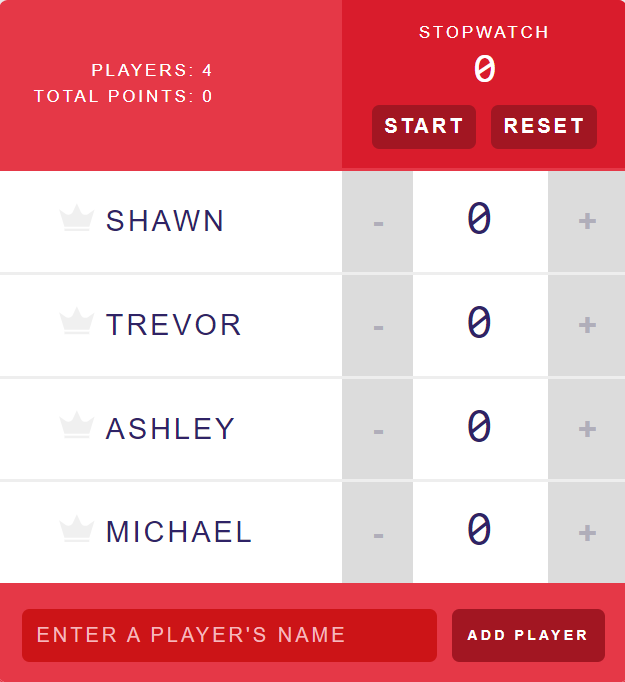 PLAYERS: 4
TOTAL POINTS: 0
STOPWATCH
0
START RESET
SHAWN - 0 +
TREVOR - 0 +
ASHLEY - 0 +
MICHAEL - 0 +
ENTER A PLAYER'S NAME ADD PLAYER